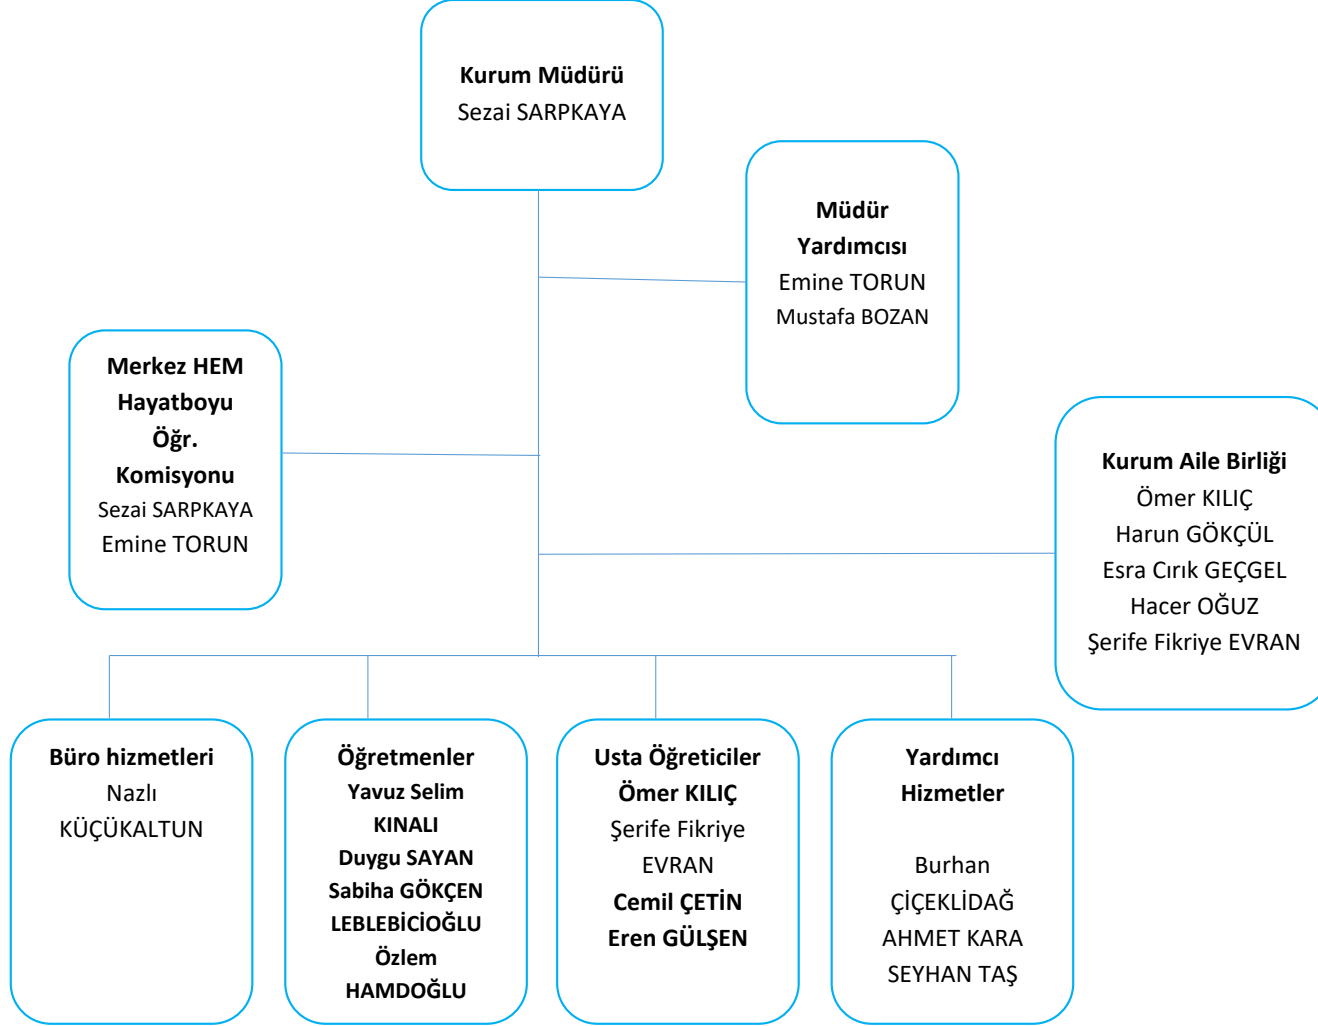 Kurum Müdürü
Sezai SARPKAYA
Müdür
Yardımcısı
Emine TORUN
Mustafa BOZAN
Merkez HEM
Hayatboyu
Öğr.
Komisyonu
Sezai SARPKAYA
Emine TORUN
Kurum Aile Birliği
Ömer KILIÇ
Harun GÖKÇÜL
Esra Cırık GEÇGEL
Hacer OĞUZ
Şerife Fikriye EVRAN
Büro hizmetleri
Nazlı
KÜÇÜKALTUN
Öğretmenler
Yavuz Selim
KINALI
Duygu SAYAN
Sabiha GÖKÇEN
LEBLEBİCİOĞLU
Özlem
HAMDOĞLU
Usta Öğreticiler
Ömer KILIÇ
Şerife Fikriye
EVRAN
Cemil ÇETİN
Eren GÜLŞEN
Yardımcı
Hizmetler
Burhan
ÇİÇEKLİDAĞ
AHMET KARA
SEYHAN TAŞ